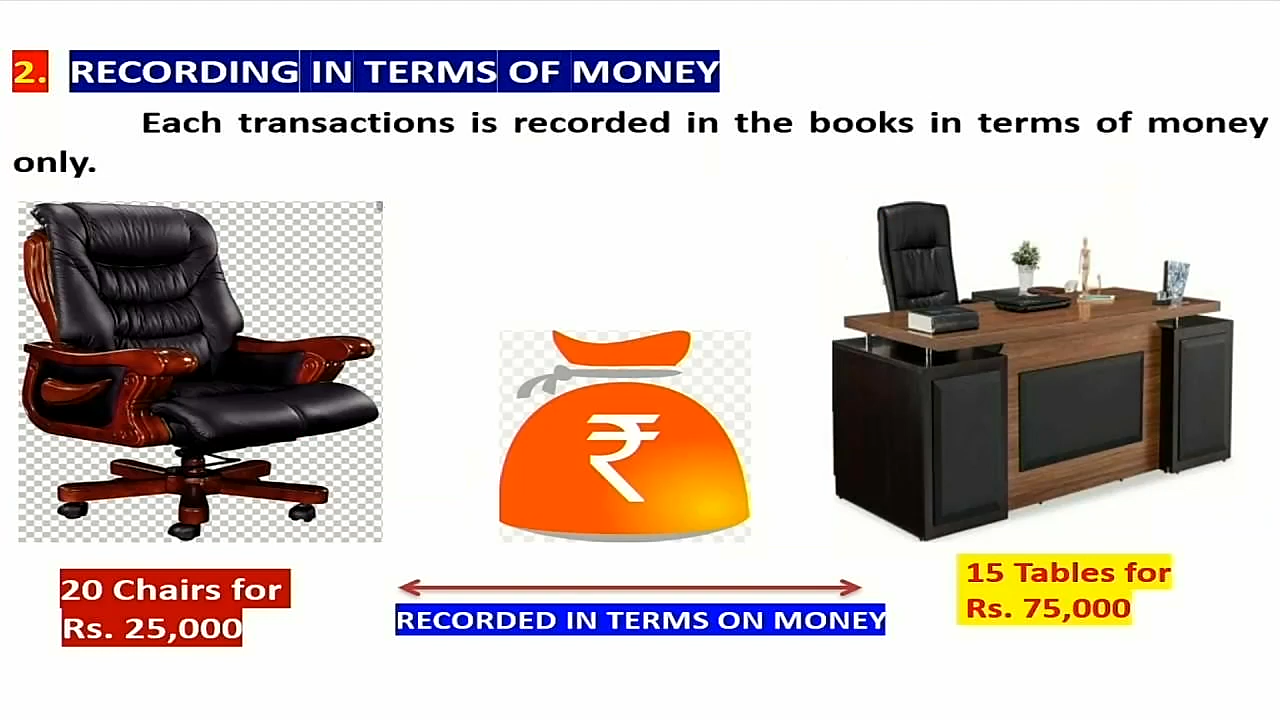 2. RECORDING IN TERMS OF MONEY
Each transactions is recorded in the books in terms of money
only.
₹
20 Chairs for
Rs. 25,000
RECORDED IN TERMS ON MONEY
15 Tables for
Rs. 75,000